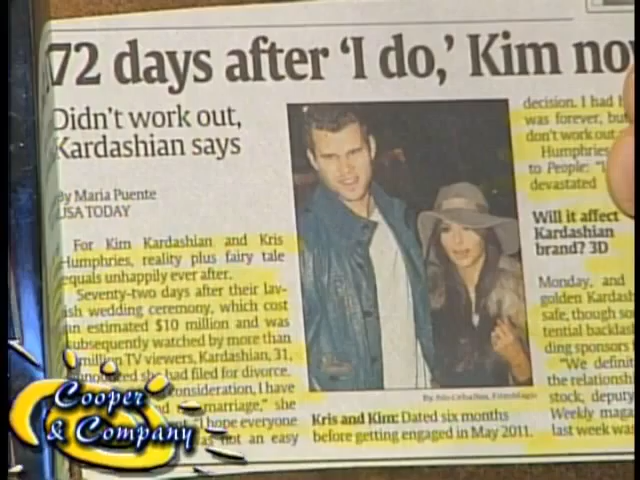 72 days after 'I do,' Kim no
Didn't work out,
Kardashian says
By Maria Puente
USA TODAY
For Kim Kardashian and Kris
Humphries, reality plus fairy tale
equals unhappily ever after.
Seventy-two days after their lav-
ish wedding ceremony, which cost
an estimated $10 million and was
subsequently watched by more than
million TV viewers, Kardashian, 31,
announced she had filed for divorce.
consideration, I have
marriage," she
"I hope everyone
was not an easy
Kris and Kim: Dated six months
before getting engaged in May 2011.
decision. I had
was forever, but
don't work out
Humphries
to People:
devastated
Will it affect
Kardashian
brand? 3D
Monday, and
golden Kardash
safe, though so
tential backlas
ding sponsors
"We definit
the relationsh
stock, deputy
Weekly maga
last week was
Cooper
& Company